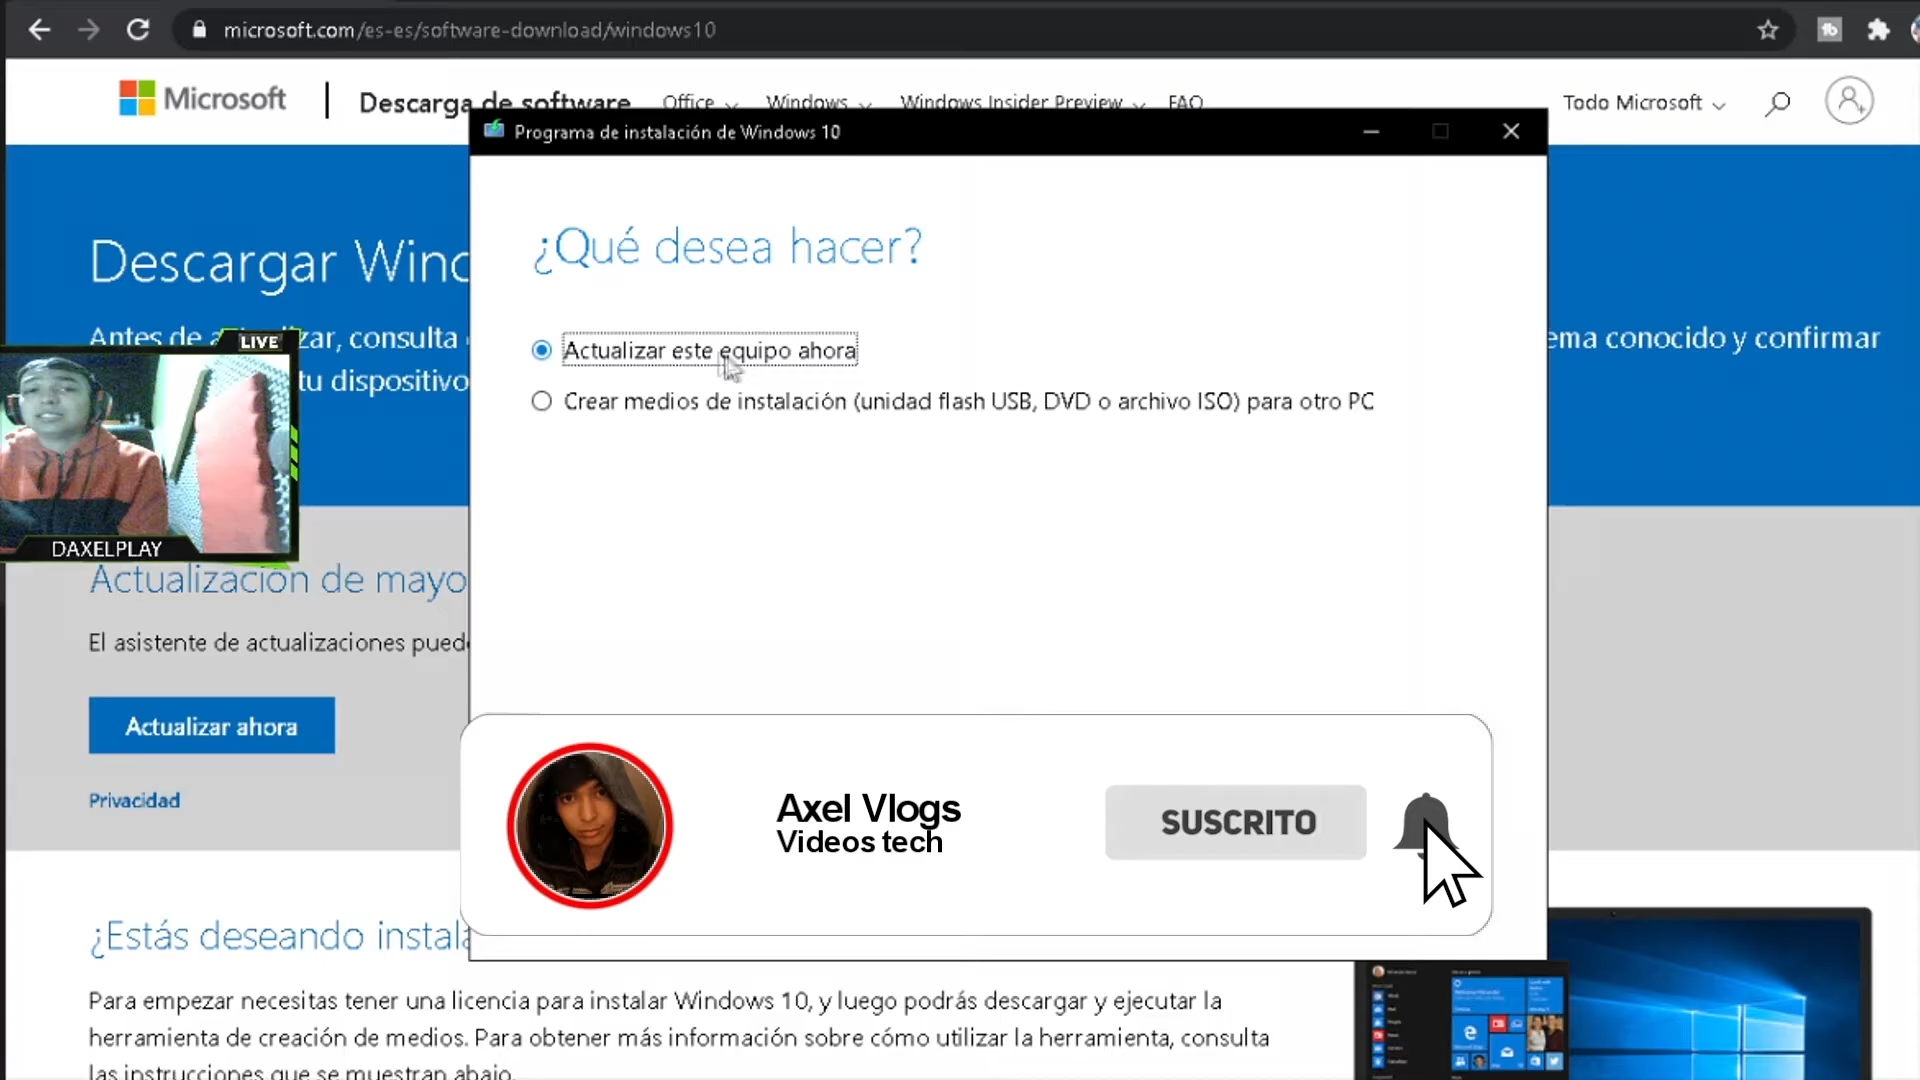 microsoft.com/es-es/software-download/windows10
Microsoft
Descarga de software
Office
Windows
Windows Insider Preview
FAQ
Todo Microsoft
Programa de instalación de Windows 10
Descargar Winc
¿Qué desea hacer?
Antes de a
zar, consulta
ema conocido y confirmar
tu dispositivo
LIVE
DAXELPLAY
Actualizar este equipo ahora
Crear medios de instalación (unidad flash USB, DVD o archivo ISO) para otro PC
Actualización de mayo
El asistente de actualizaciones pued
Actualizar ahora
Privacidad
Axel Vlogs
Videos tech
SUSCRITO
¿Estás deseando instala
Para empezar necesitas tener una licencia para instalar Windows 10, y luego podrás descargar y ejecutar la
herramienta de creación de medios. Para obtener más información sobre cómo utilizar la herramienta, consulta
las instrucciones que se muestran abajo.